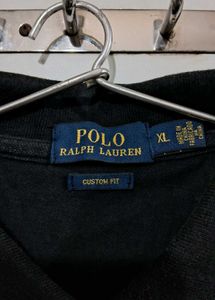 POLO
RALPH LAUREN
XL
CUSTOM FIT